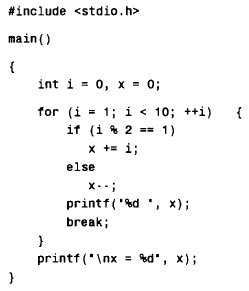 #include <stdio.h>
main()
{
    int i = 0, x = 0;
    for (i = 1; i < 10; ++i)   {
        if (i % 2 == 1)
           x += i;
        else
           x--;
        printf("%d ", x);
        break;
    }
    printf("\nx = %d", x);
}